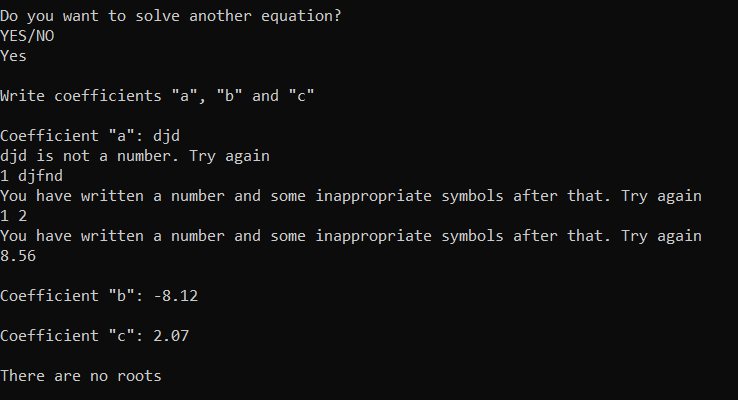 Do you want to solve another equation?
YES/NO
Yes
Write coefficients "a", "b" and "c"
Coefficient "a": djd
djd is not a number. Try again
1 djfnd
You have written a number and some inappropriate symbols after that. Try again
1 2
You have written a number and some inappropriate symbols after that. Try again
8.56
Coefficient "b": -8.12
Coefficient "c": 2.07
There are no roots